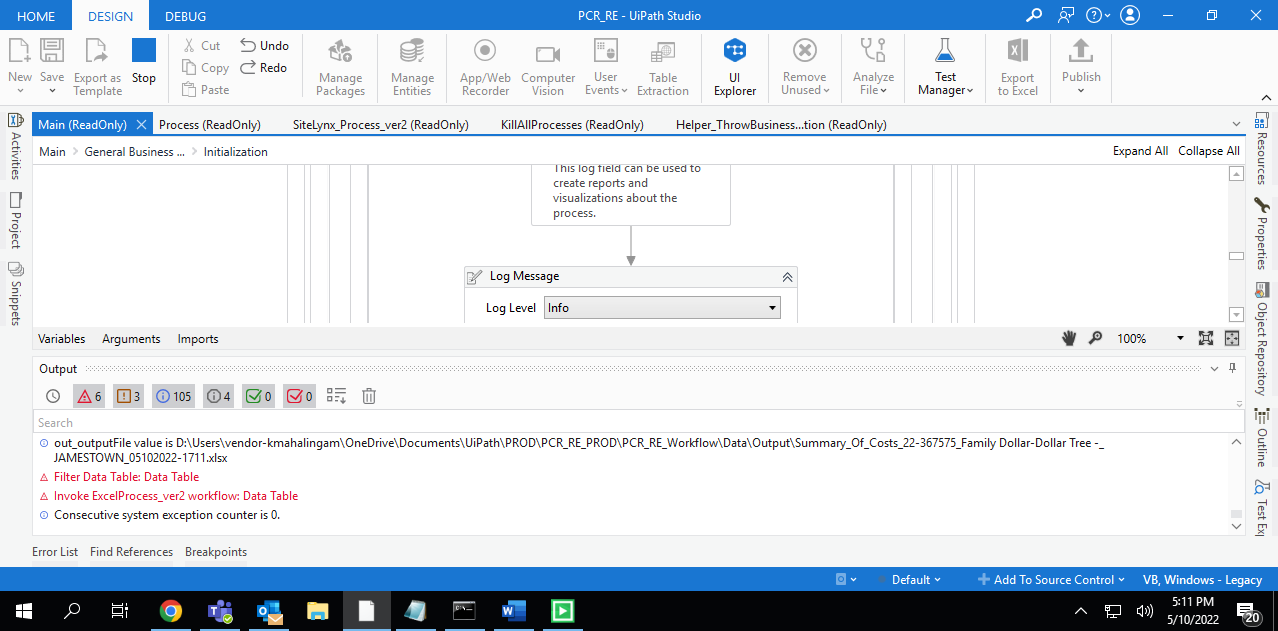 HOME DESIGN DEBUG PCR_RE - UiPath Studio
New Save Export as Template Stop Cut Copy Paste Undo Redo Manage Packages Manage Entities App/Web Recorder Computer Vision User Events Table Extraction UI Explorer Remove Unused Analyze File Test Manager Export to Excel Publish
Main (ReadOnly) Process (ReadOnly) SiteLynx_Process_ver2 (ReadOnly) KillAllProcesses (ReadOnly) Helper_ThrowBusiness...tion (ReadOnly)
Main General Business ... Initialization Expand All Collapse All
Activities
Project
Snippets
This log field can be used to
create reports and
visualizations about the
process.
Log Message
Log Level Info
Resources
Properties
Object Repository
Outline
Test Ex
Variables Arguments Imports 100%
Output
6 3 105 4 0 0
Search
out_outputFile value is D:\Users\vendor-kmahalingam\OneDrive\Documents\UiPath\PROD\PCR_RE_PROD\PCR_RE_Workflow\Data\Output\Summary_Of_Costs_22-367575_Family Dollar-Dollar Tree -_
JAMESTOWN_05102022-1711.xlsx
Filter Data Table: Data Table
Invoke ExcelProcess_ver2 workflow: Data Table
Consecutive system exception counter is 0.
Error List Find References Breakpoints
Default Add To Source Control VB, Windows - Legacy
5:11 PM
5/10/2022
20